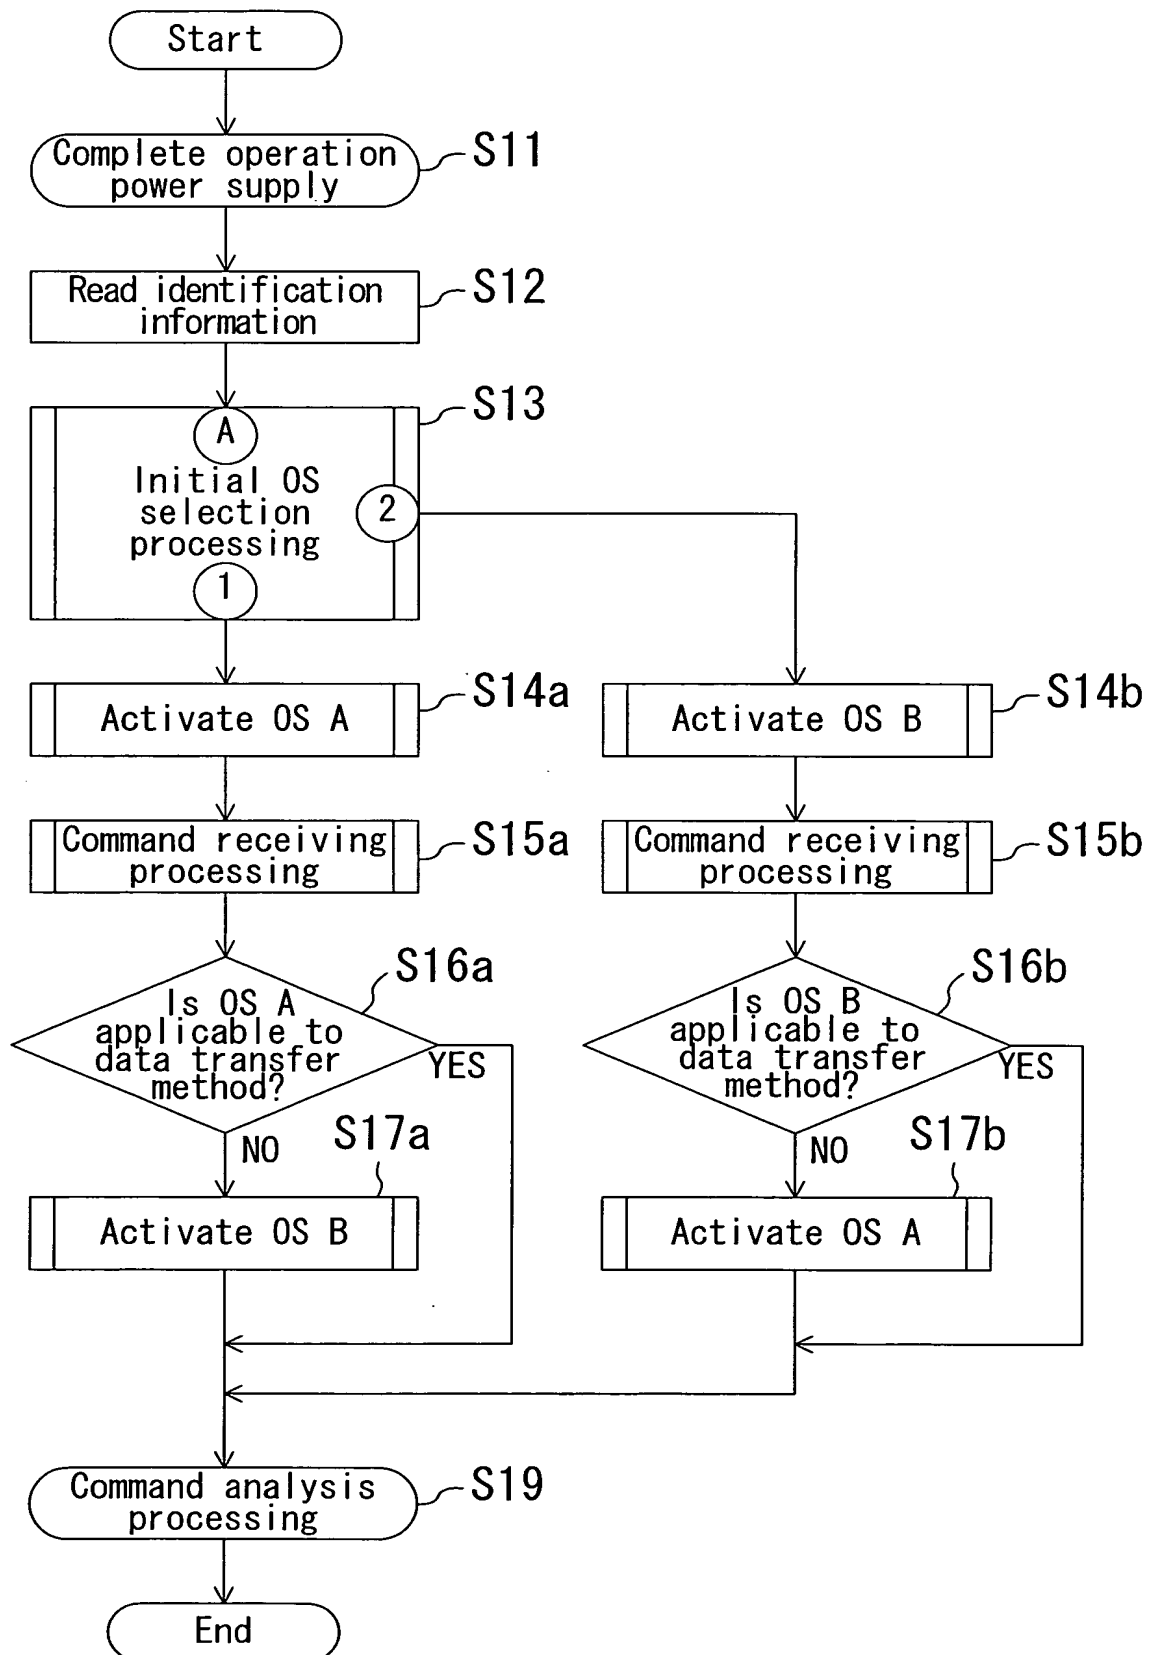 Start
Complete operation
power supply
S11
Read identification
information
S12
S13
A
Initial OS
selection
processing
2
1
Activate OS A
S14a
Activate OS B
S14b
Command receiving
processing
S15a
Command receiving
processing
S15b
S16a
Is OS A
applicable to
data transfer
method?
YES
NO
S16b
Is OS B
applicable to
data transfer
method?
YES
NO
S17a
Activate OS B
S17b
Activate OS A
Command analysis
processing
S19
End